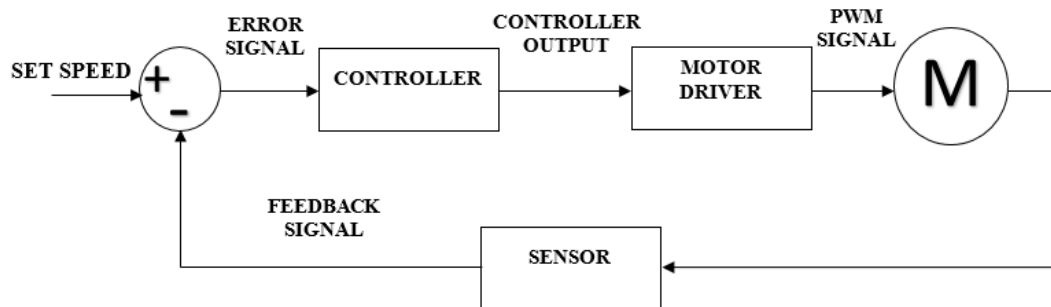 SET SPEED
+
-
ERROR
SIGNAL
CONTROLLER
CONTROLLER
OUTPUT
MOTOR
DRIVER
PWM
SIGNAL
M
FEEDBACK
SIGNAL
SENSOR